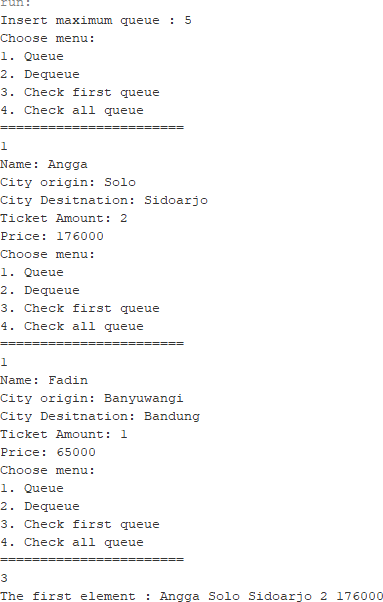 run:
Insert maximum queue : 5
Choose menu:
1. Queue
2. Dequeue
3. Check first queue
4. Check all queue
=======================
1
Name: Angga
City origin: Solo
City Desitnation: Sidoarjo
Ticket Amount: 2
Price: 176000
Choose menu:
1. Queue
2. Dequeue
3. Check first queue
4. Check all queue
=======================
1
Name: Fadin
City origin: Banyuwangi
City Desitnation: Bandung
Ticket Amount: 1
Price: 65000
Choose menu:
1. Queue
2. Dequeue
3. Check first queue
4. Check all queue
=======================
3
The first element : Angga Solo Sidoarjo 2 176000